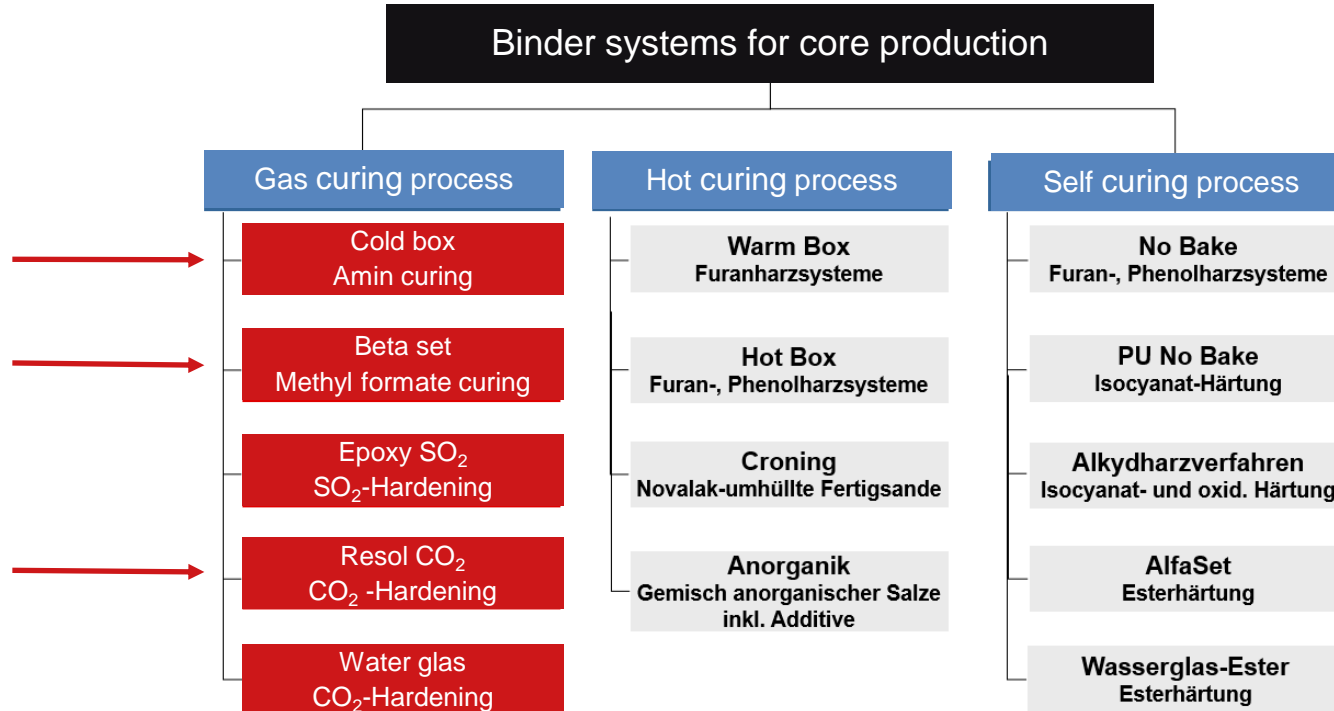 Binder systems for core production
Gas curing process
Cold box
Amin curing
Beta set
Methyl formate curing
Epoxy SO₂
SO₂-Hardening
Resol CO₂
CO₂ -Hardening
Water glas
CO₂-Hardening
Hot curing process
Warm Box
Furanharzsysteme
Hot Box
Furan-, Phenolharzsysteme
Croning
Novalak-umhüllte Fertigsande
Anorganik
Gemisch anorganischer Salze
inkl. Additive
Self curing process
No Bake
Furan-, Phenolharzsysteme
PU No Bake
Isocyanat-Härtung
Alkydharzverfahren
Isocyanat- und oxid. Härtung
AlfaSet
Esterhärtung
Wasserglas-Ester
Esterhärtung